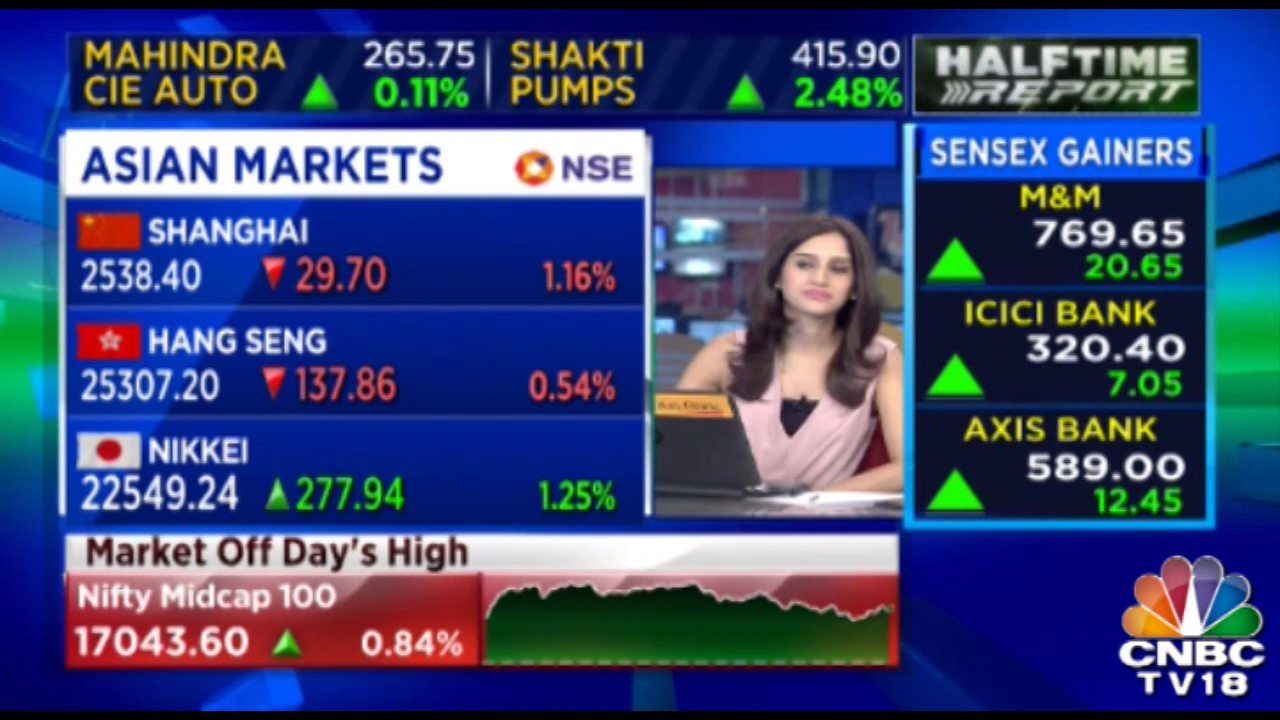 MAHINDRA
CIE AUTO
265.75
▲ 0.11%
SHAKTI
PUMPS
415.90
▲ 2.48%
HALFTIME
REPORT
ASIAN MARKETS
NSE
SHANGHAI
2538.40 ▼ 29.70 1.16%
HANG SENG
25307.20 ▼ 137.86 0.54%
NIKKEI
22549.24 ▲ 277.94 1.25%
SENSEX GAINERS
M&M
769.65
▲ 20.65
ICICI BANK
320.40
▲ 7.05
AXIS BANK
589.00
▲ 12.45
Market Off Day's High
Nifty Midcap 100
17043.60 ▲ 0.84%
CNBC
TV18